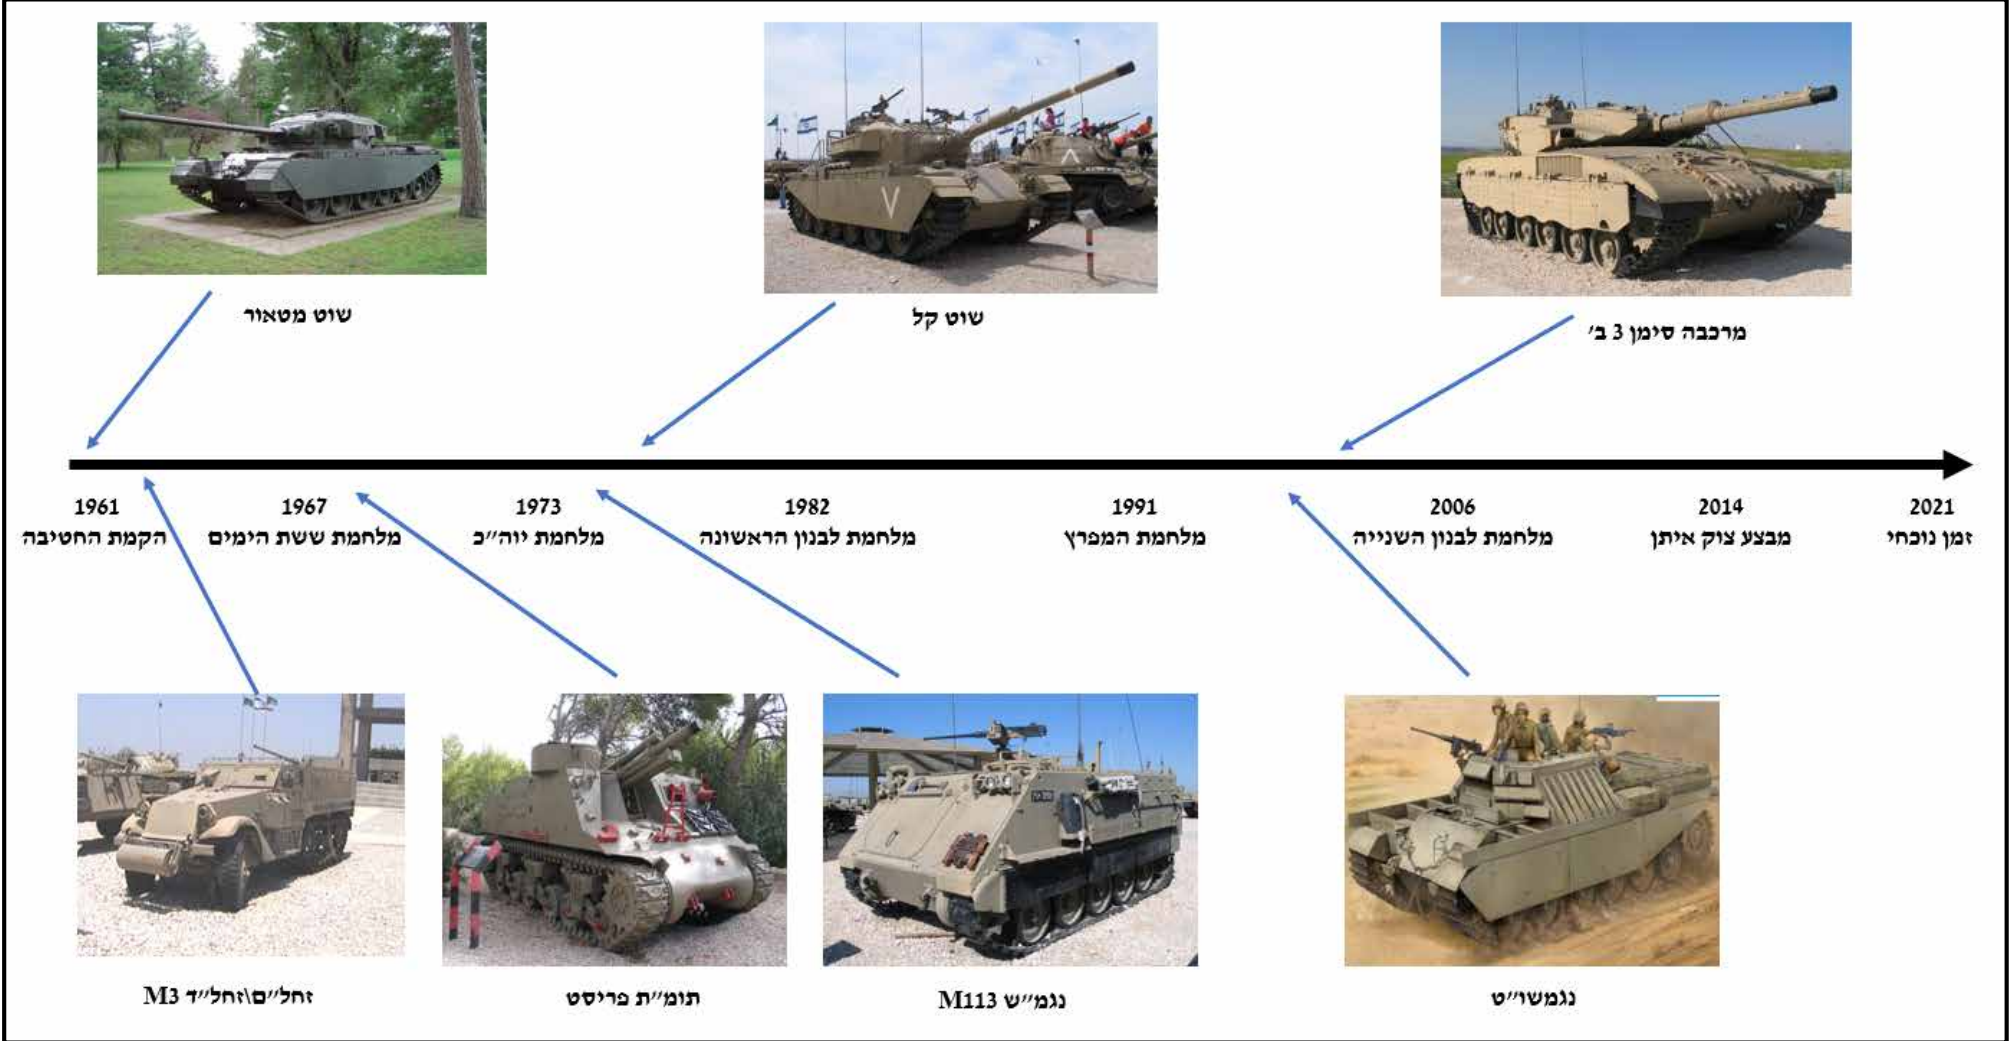 שוט מטאור
שוט קל
מרכבה סימן 3 ב׳
1961
הקמת החטיבה
1967
מלחמת ששת הימים
1973
מלחמת יוה״כ
1982
מלחמת לבנון הראשונה
1991
מלחמת המפרץ
2006
מלחמת לבנון השנייה
2014
מבצע צוק איתן
2021
זמן נוכחי
זחל״ם\זחל״ד M3
תומ״ת פריסט
נגמ״ש M113
נגמשו״ט